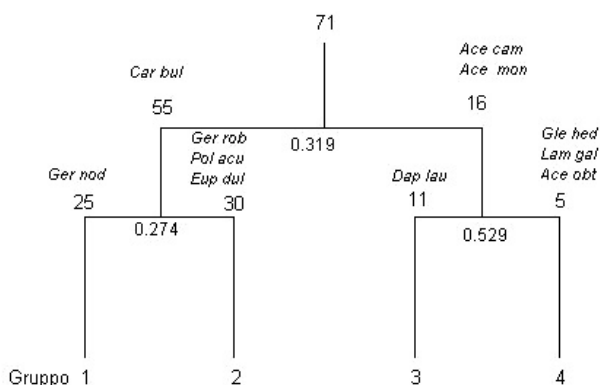 71
Car bul
Ace cam
Ace mon
55
16
0.319
Ger nod
Ger rob
Pol acu
Eup dul
Dap lau
Gle hed
Lam gal
Ace obt
25
30
11
5
0.274
0.529
Gruppo 1
2
3
4